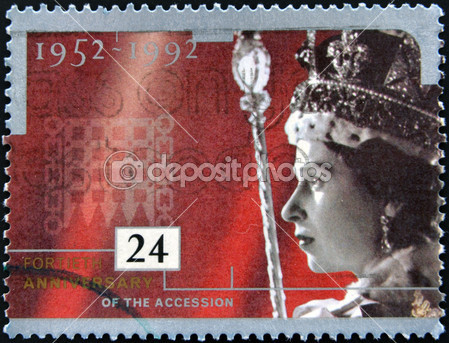 1952~1992
depositphotos
24
FORTIETH
ANNIVERSARY
OF THE ACCESSION